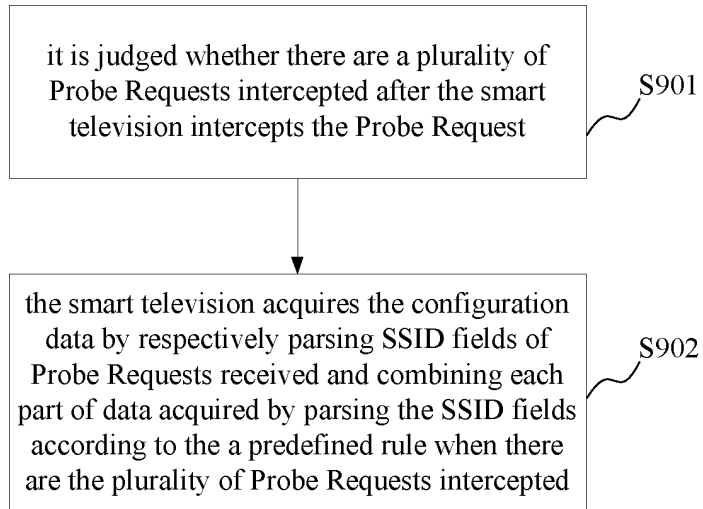 it is judged whether there are a plurality of
Probe Requests intercepted after the smart
television intercepts the Probe Request
S901
the smart television acquires the configuration
data by respectively parsing SSID fields of
Probe Requests received and combining each
part of data acquired by parsing the SSID fields
according to the a predefined rule when there
are the plurality of Probe Requests intercepted
S902